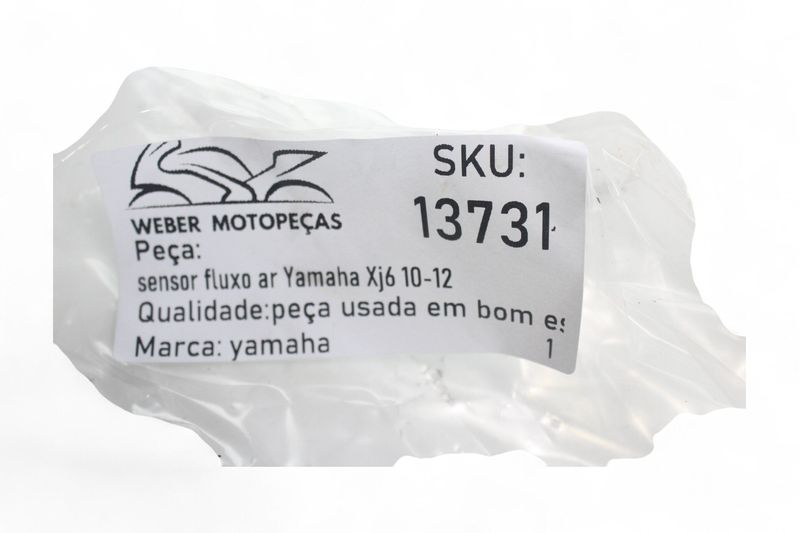 WEBER MOTOPEÇAS
SKU:
13731
Peça:
sensor fluxo ar Yamaha Xj6 10-12
Qualidade:peça usada em bom es
Marca: yamaha
1